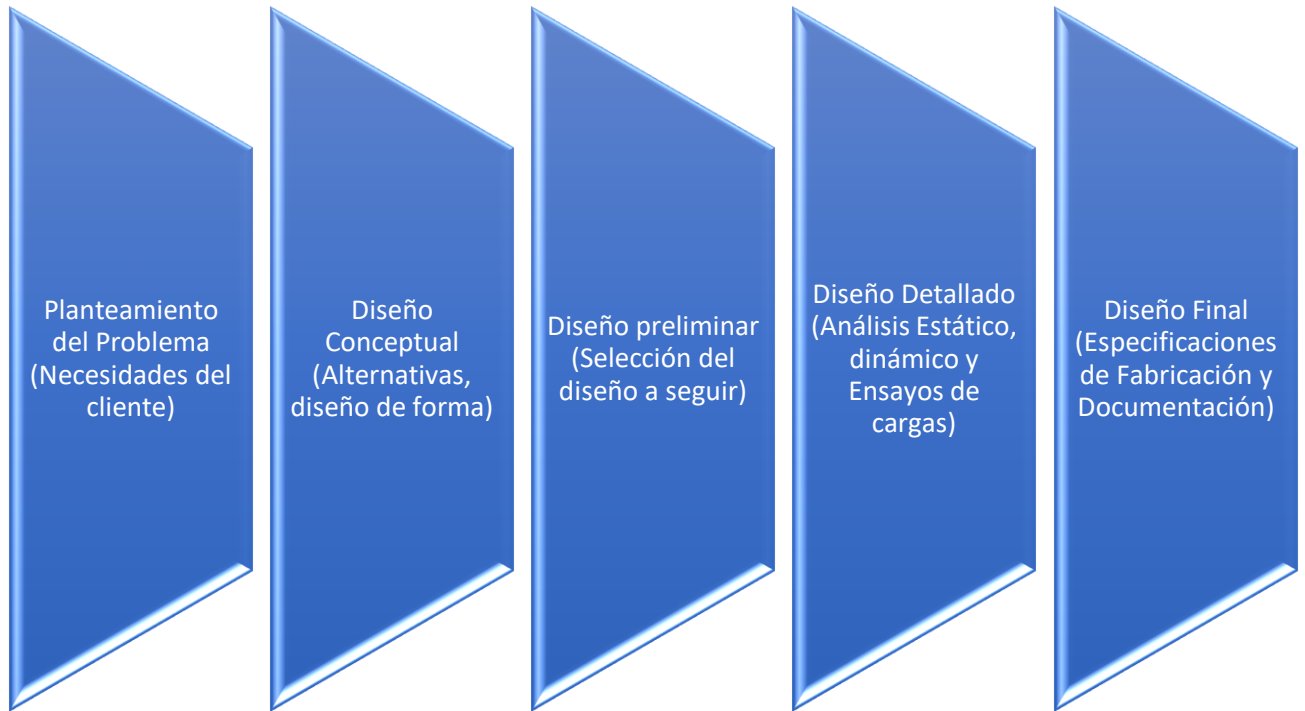 Planteamiento
del Problema
(Necesidades del
cliente)
Diseño
Conceptual
(Alternativas,
diseño de forma)
Diseño preliminar
(Selección del
diseño a seguir)
Diseño Detallado
(Análisis Estático,
dinámico y
Ensayos de
cargas)
Diseño Final
(Especificaciones
de Fabricación y
Documentación)